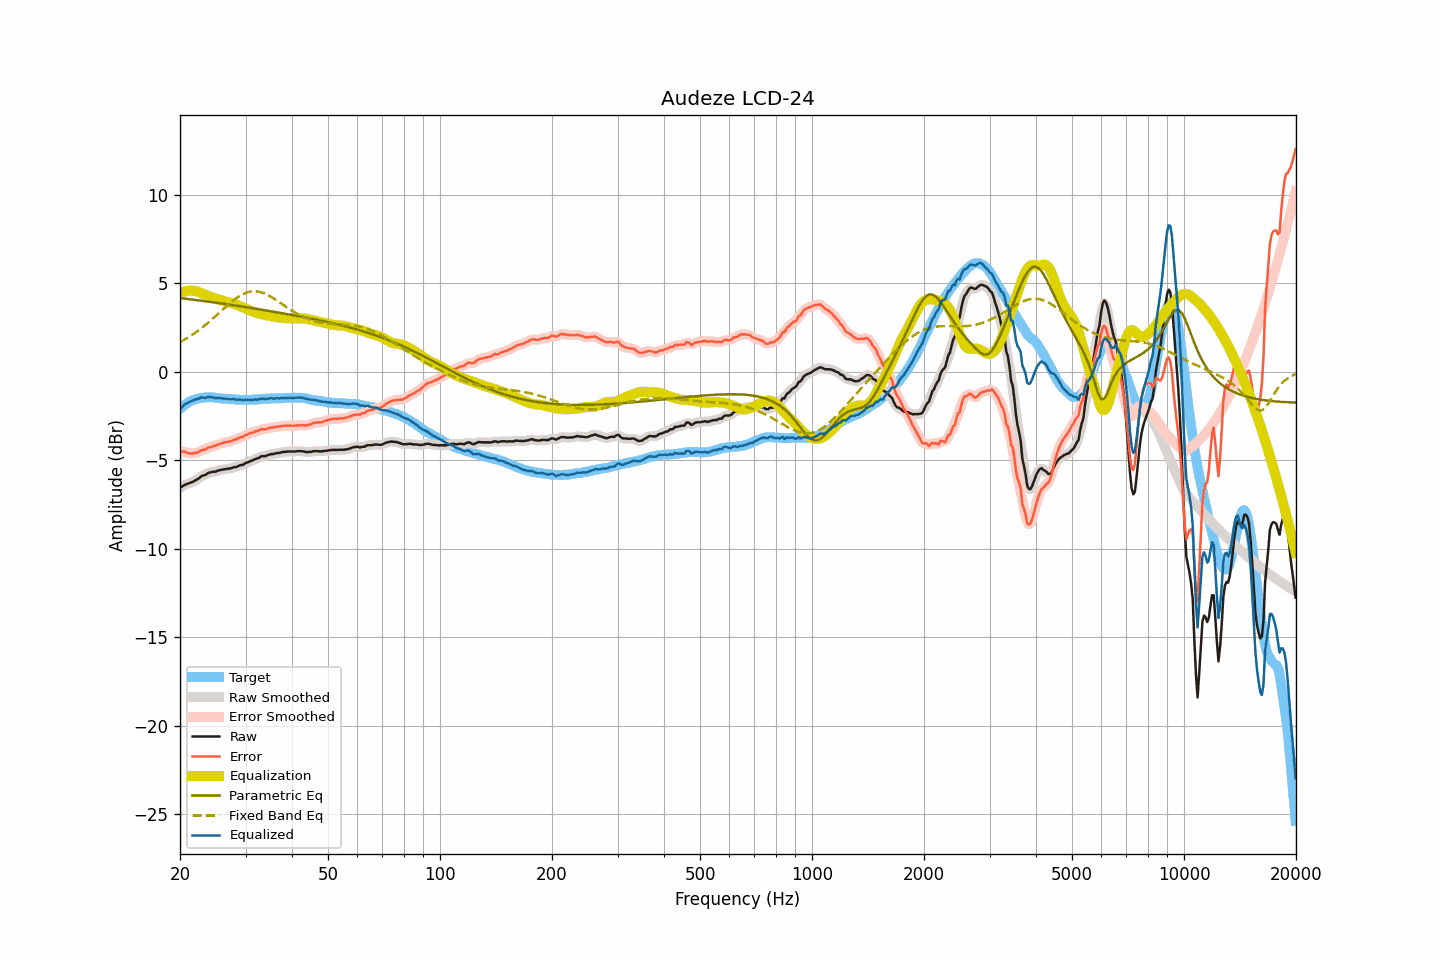 Audeze LCD-24
Amplitude (dBr)
10
5
0
−5
−10
−15
−20
−25
Target
Raw Smoothed
Error Smoothed
Raw
Error
Equalization
Parametric Eq
Fixed Band Eq
Equalized
20 50 100 200 500 1000 2000 5000 10000 20000
Frequency (Hz)